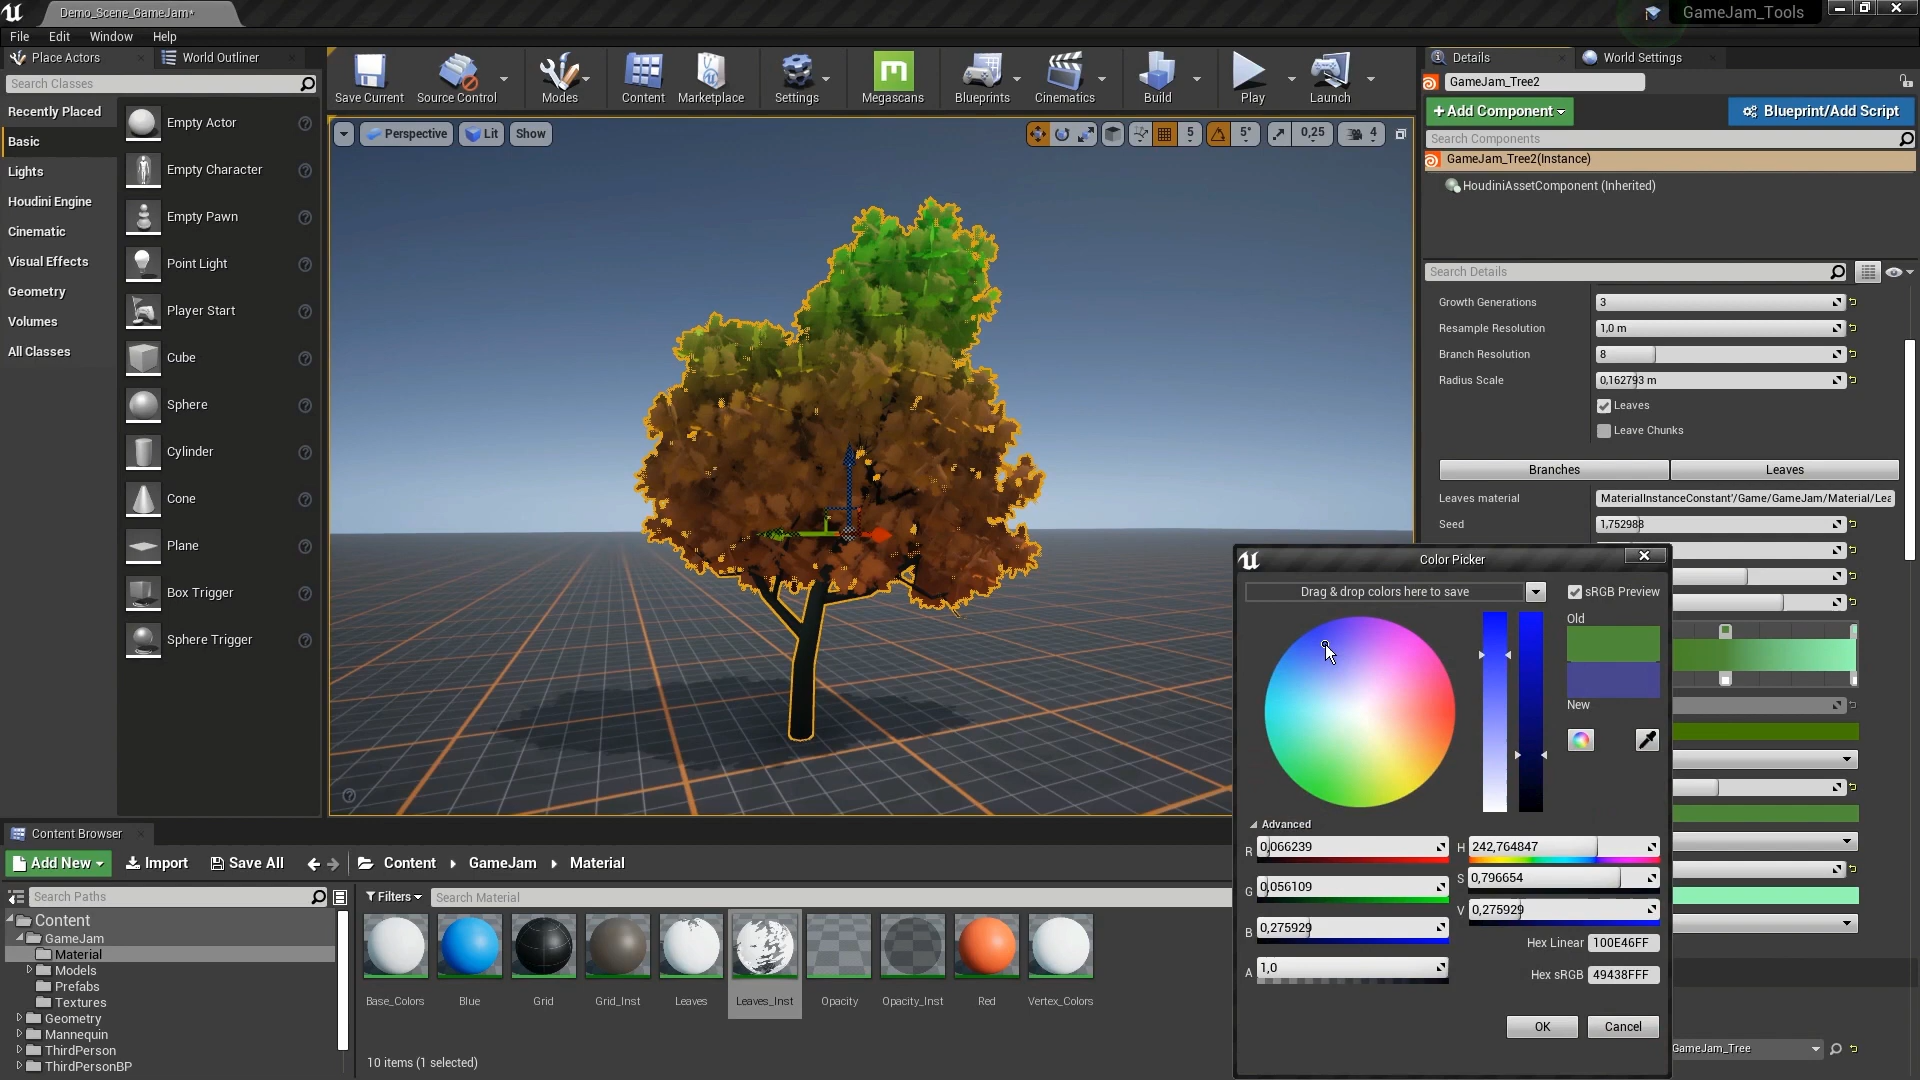 Demo_Scene_GameJam*
GameJam_Tools
File Edit Window Help
Place Actors
World Outliner
Search Classes
Recently Placed
Basic
Lights
Houdini Engine
Cinematic
Visual Effects
Geometry
Volumes
All Classes
Empty Actor
Empty Character
Empty Pawn
Point Light
Player Start
Cube
Sphere
Cylinder
Cone
Plane
Box Trigger
Sphere Trigger
Save Current
Source Control
Modes
Content
Marketplace
Settings
Megascans
Blueprints
Cinematics
Build
Play
Launch
Perspective
Lit
Show
5
5°
0,25
4
Details
World Settings
GameJam_Tree2
+Add Component
Blueprint/Add Script
Search Components
GameJam_Tree2(Instance)
HoudiniAssetComponent (Inherited)
Search Details
Growth Generations 3
Resample Resolution 1,0 m
Branch Resolution 8
Radius Scale 0,162793 m
Leaves
Leave Chunks
Branches Leaves
Leaves material MaterialInstanceConstant'/Game/GameJam/Material/Lea
Seed 1,752988
Color Picker
Drag & drop colors here to save
sRGB Preview
Old
New
Advanced
R 0,066239
G 0,056109
B 0,275929
A 1,0
H 242,764847
S 0,796654
V 0,275929
Hex Linear 100E46FF
Hex sRGB 49438FFF
OK
Cancel
GameJam_Tree
Content Browser
Add New
Import
Save All
Content
GameJam
Material
Search Paths
Filters
Search Material
Content
GameJam
Material
Models
Prefabs
Textures
Geometry
Mannequin
ThirdPerson
ThirdPersonBP
Base_Colors
Blue
Grid
Grid_Inst
Leaves
Leaves_Inst
Opacity
Opacity_Inst
Red
Vertex_Colors
10 items (1 selected)